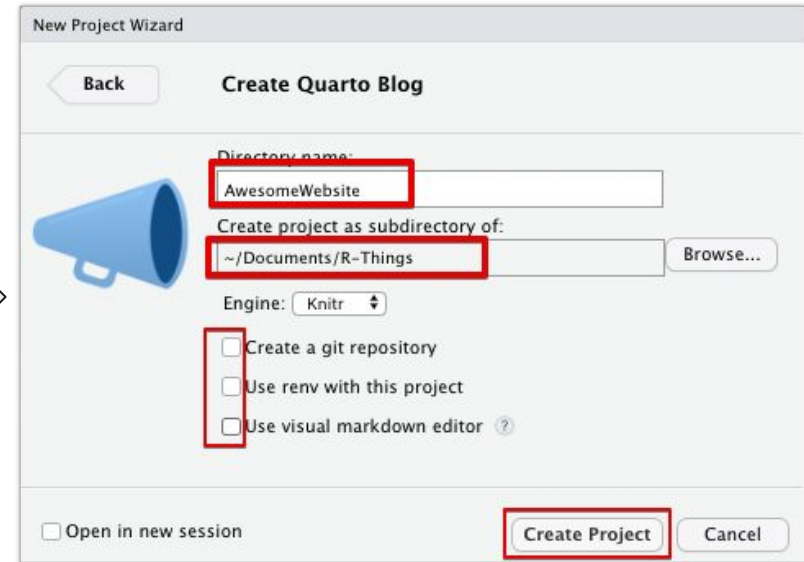 New Project Wizard
Back
Create Quarto Blog
Directory name:
AwesomeWebsite
Create project as subdirectory of:
~/Documents/R-Things
Browse...
Engine: Knitr
Create a git repository
Use renv with this project
Use visual markdown editor ?
Open in new session
Create Project
Cancel